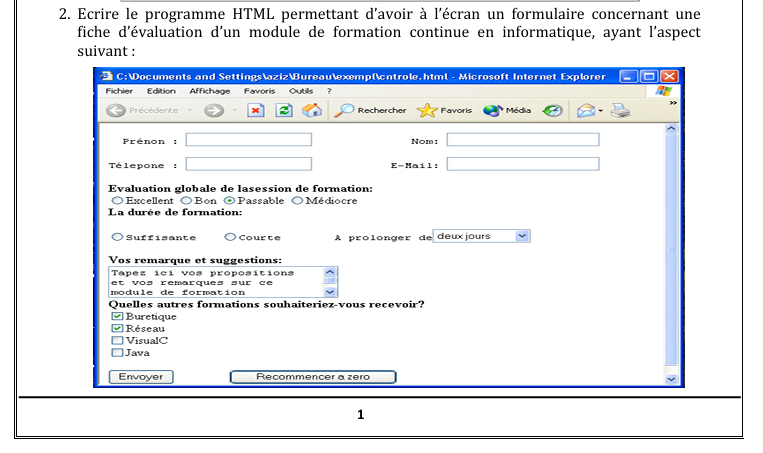 2. Ecrire le programme HTML permettant d'avoir à l'écran un formulaire concernant une
fiche d'évaluation d'un module de formation continue en informatique, ayant l'aspect
suivant :
C:\Documents and Settings\aziz\Bureau\exempl\cntrole.html - Microsoft Internet Explorer
Fichier Edition Affichage Favoris Outils ?
Précédente Rechercher Favoris Média »
Prénon : Nom:
Télepone : E-Mail:
Evaluation globale de lasession de formation:
Excellent Bon Passable Médiocre
La durée de formation:
Suffisante Courte A prolonger de deux jours
Vos remarque et suggestions:
Tapez ici vos propositions
et vos remarques sur ce
module de formation
Quelles autres formations souhaiteriez-vous recevoir?
Buretique
Réseau
VisualC
Java
Envoyer Recommencer a zero
1